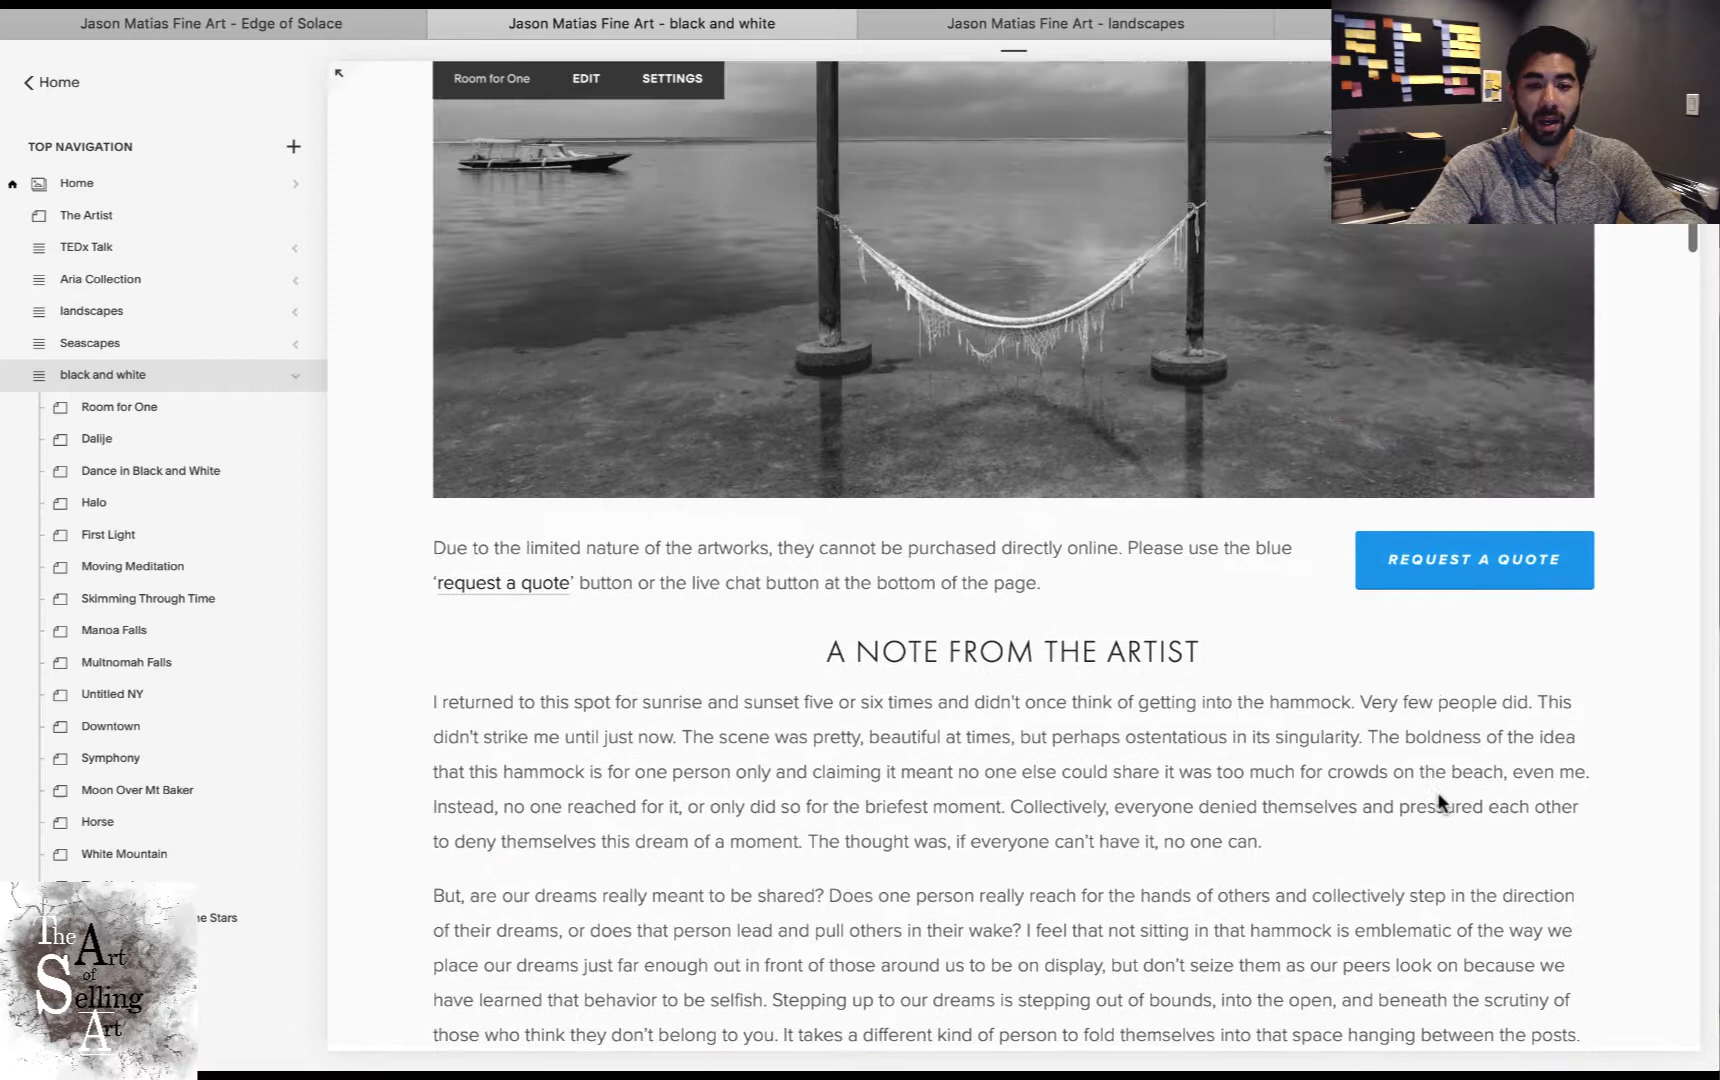 Jason Matias Fine Art - Edge of Solace
Jason Matias Fine Art - black and white
Jason Matias Fine Art - landscapes
Home
TOP NAVIGATION
Home
The Artist
TEDx Talk
Aria Collection
landscapes
Seascapes
black and white
Room for One
Dalije
Dance in Black and White
Halo
First Light
Moving Meditation
Skimming Through Time
Manoa Falls
Multnomah Falls
Untitled NY
Downtown
Symphony
Moon Over Mt Baker
Horse
White Mountain
he Stars
The Art
of
Selling
Art
Room for One EDIT SETTINGS
Due to the limited nature of the artworks, they cannot be purchased directly online. Please use the blue
‘request a quote’ button or the live chat button at the bottom of the page.
REQUEST A QUOTE
A NOTE FROM THE ARTIST
I returned to this spot for sunrise and sunset five or six times and didn't once think of getting into the hammock. Very few people did. This
didn't strike me until just now. The scene was pretty, beautiful at times, but perhaps ostentatious in its singularity. The boldness of the idea
that this hammock is for one person only and claiming it meant no one else could share it was too much for crowds on the beach, even me.
Instead, no one reached for it, or only did so for the briefest moment. Collectively, everyone denied themselves and pressured each other
to deny themselves this dream of a moment. The thought was, if everyone can’t have it, no one can.
But, are our dreams really meant to be shared? Does one person really reach for the hands of others and collectively step in the direction
of their dreams, or does that person lead and pull others in their wake? I feel that not sitting in that hammock is emblematic of the way we
place our dreams just far enough out in front of those around us to be on display, but don’t seize them as our peers look on because we
have learned that behavior to be selfish. Stepping up to our dreams is stepping out of bounds, into the open, and beneath the scrutiny of
those who think they don’t belong to you. It takes a different kind of person to fold themselves into that space hanging between the posts.